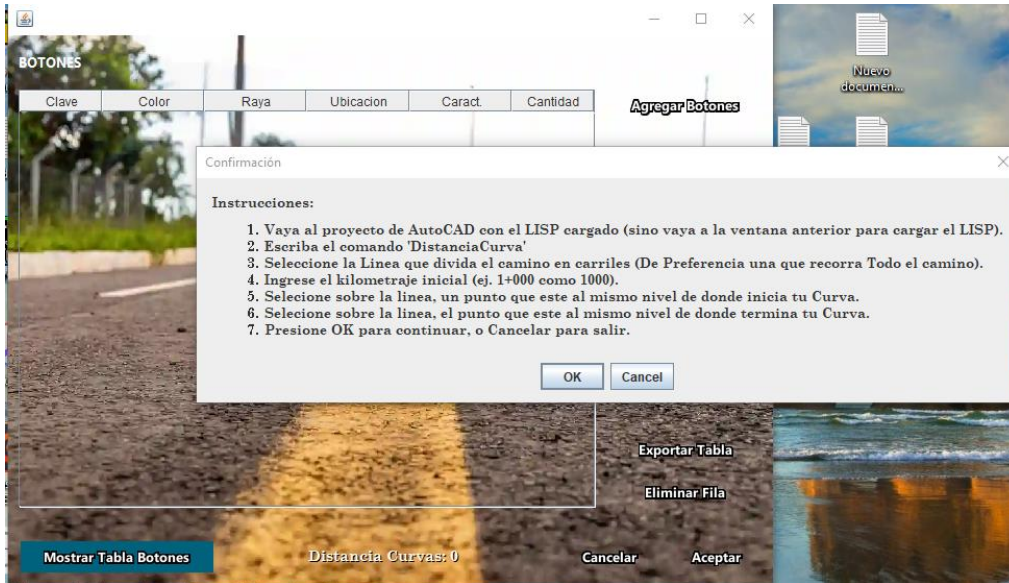 BOTONES
Clave Color Raya Ubicacion Caract. Cantidad
Agregar Botones
Nuevo
documen...
Confirmación
Instrucciones:
1. Vaya al proyecto de AutoCAD con el LISP cargado (sino vaya a la ventana anterior para cargar el LISP).
2. Escriba el comando 'DistanciaCurva'
3. Seleccione la Linea que divida el camino en carriles (De Preferencia una que recorra Todo el camino).
4. Ingrese el kilometraje inicial (ej. 1+000 como 1000).
5. Selecione sobre la linea, un punto que este al mismo nivel de donde inicia tu Curva.
6. Selecione sobre la linea, el punto que este al mismo nivel de donde termina tu Curva.
7. Presione OK para continuar, o Cancelar para salir.
OK Cancel
Exportar Tabla
Eliminar Fila
Mostrar Tabla Botones Distancia Curvas: 0 Cancelar Aceptar